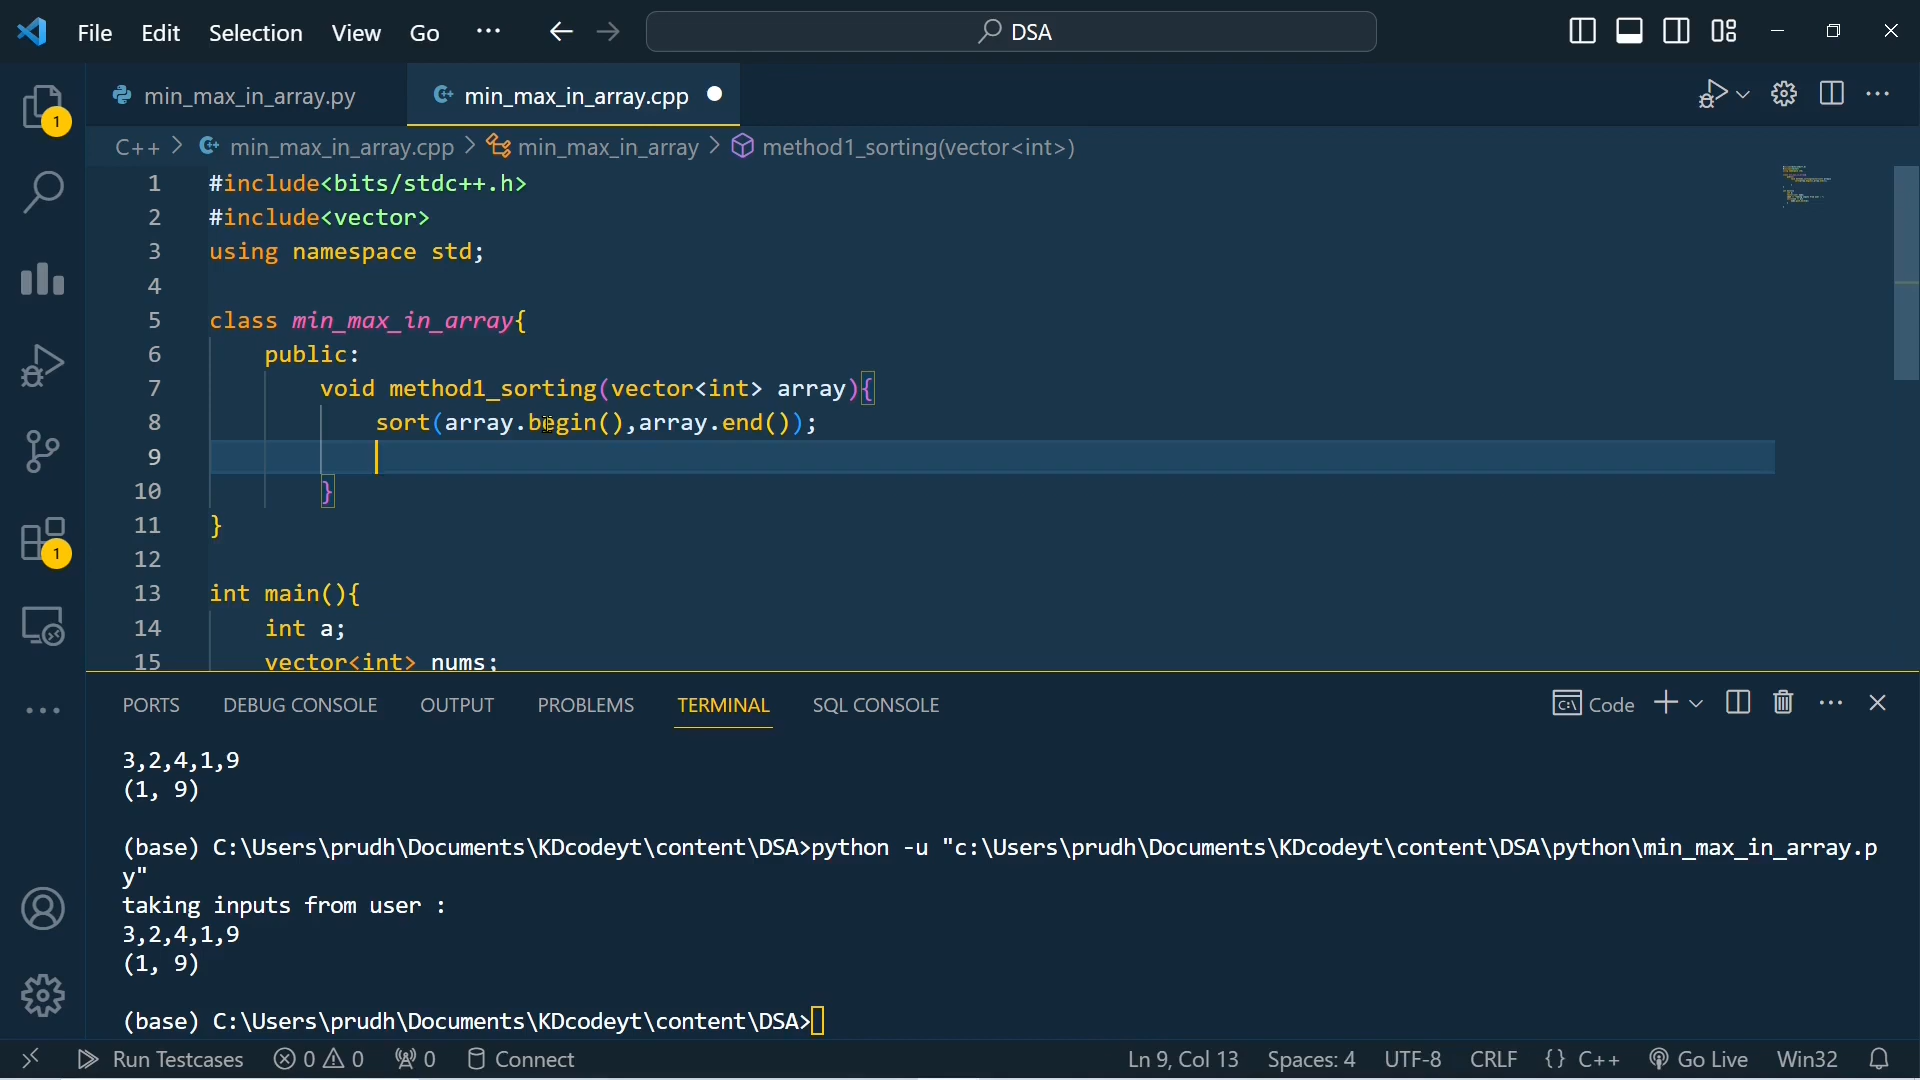 File Edit Selection View Go ··· DSA
min_max_in_array.py min_max_in_array.cpp
C++ > min_max_in_array.cpp > min_max_in_array > method1_sorting(vector<int>)
1 #include<bits/stdc++.h>
2 #include<vector>
3 using namespace std;
4
5 class min_max_in_array{
6 public:
7 void method1_sorting(vector<int> array){
8 sort(array.begin(),array.end());
9
10 }
11 }
12
13 int main(){
14 int a;
15 vector<int> nums;
1
1
PORTS DEBUG CONSOLE OUTPUT PROBLEMS TERMINAL SQL CONSOLE Code
3,2,4,1,9
(1, 9)
(base) C:\Users\prudh\Documents\KDcodeyt\content\DSA>python -u "c:\Users\prudh\Documents\KDcodeyt\content\DSA\python\min_max_in_array.p
y"
taking inputs from user :
3,2,4,1,9
(1, 9)
(base) C:\Users\prudh\Documents\KDcodeyt\content\DSA>
Run Testcases 0 0 0 Connect Ln 9, Col 13 Spaces: 4 UTF-8 CRLF {} C++ Go Live Win32